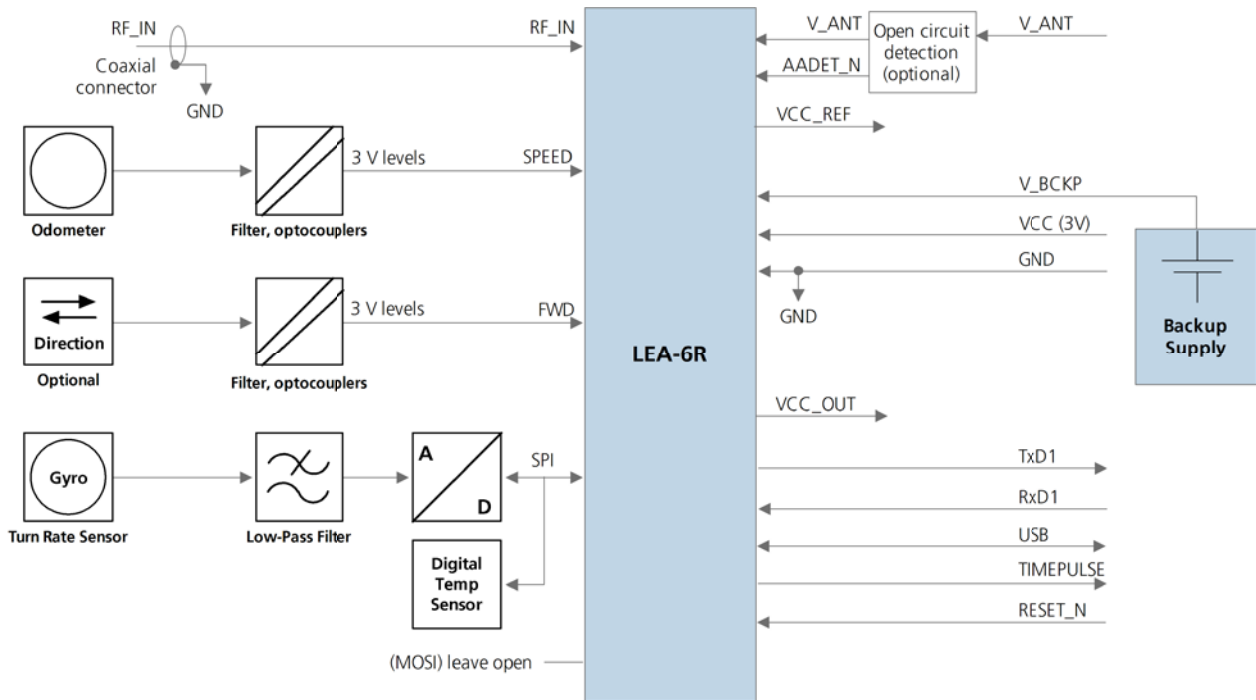 RF_IN
Coaxial
connector
GND
RF_IN
Odometer
Filter, optocouplers
3 V levels
SPEED
Direction
Optional
Filter, optocouplers
3 V levels
FWD
Gyro
Turn Rate Sensor
Low-Pass Filter
A
D
SPI
Digital
Temp
Sensor
(MOSI) leave open
LEA-6R
V_ANT
AADET_N
Open circuit
detection
(optional)
V_ANT
VCC_REF
V_BCKP
VCC (3V)
GND
GND
Backup
Supply
VCC_OUT
TxD1
RxD1
USB
TIMEPULSE
RESET_N